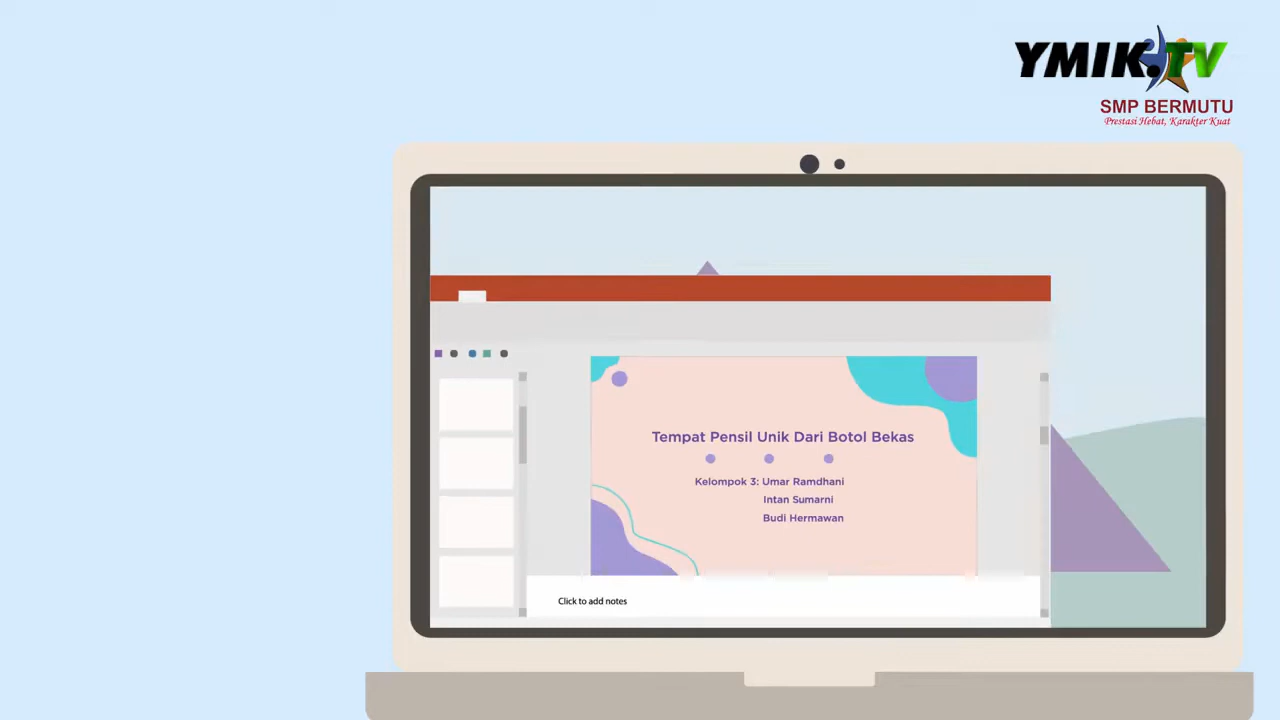 YMIK.TV
SMP BERMUTU
Prestasi Hebat, Karakter Kuat
Tempat Pensil Unik Dari Botol Bekas
Kelompok 3: Umar Ramdhani
Intan Sumarni
Budi Hermawan
Click to add notes